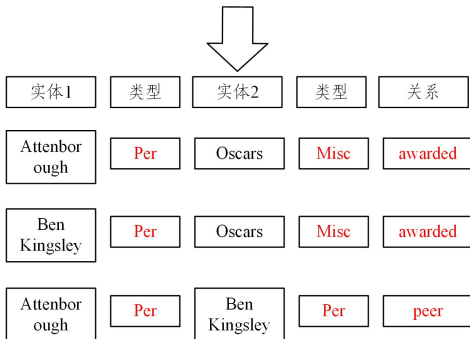 实体1 类型 实体2 类型 关系
Attenbor
ough Per Oscars Misc awarded
Ben
Kingsley Per Oscars Misc awarded
Attenbor
ough Per Ben
Kingsley Per peer